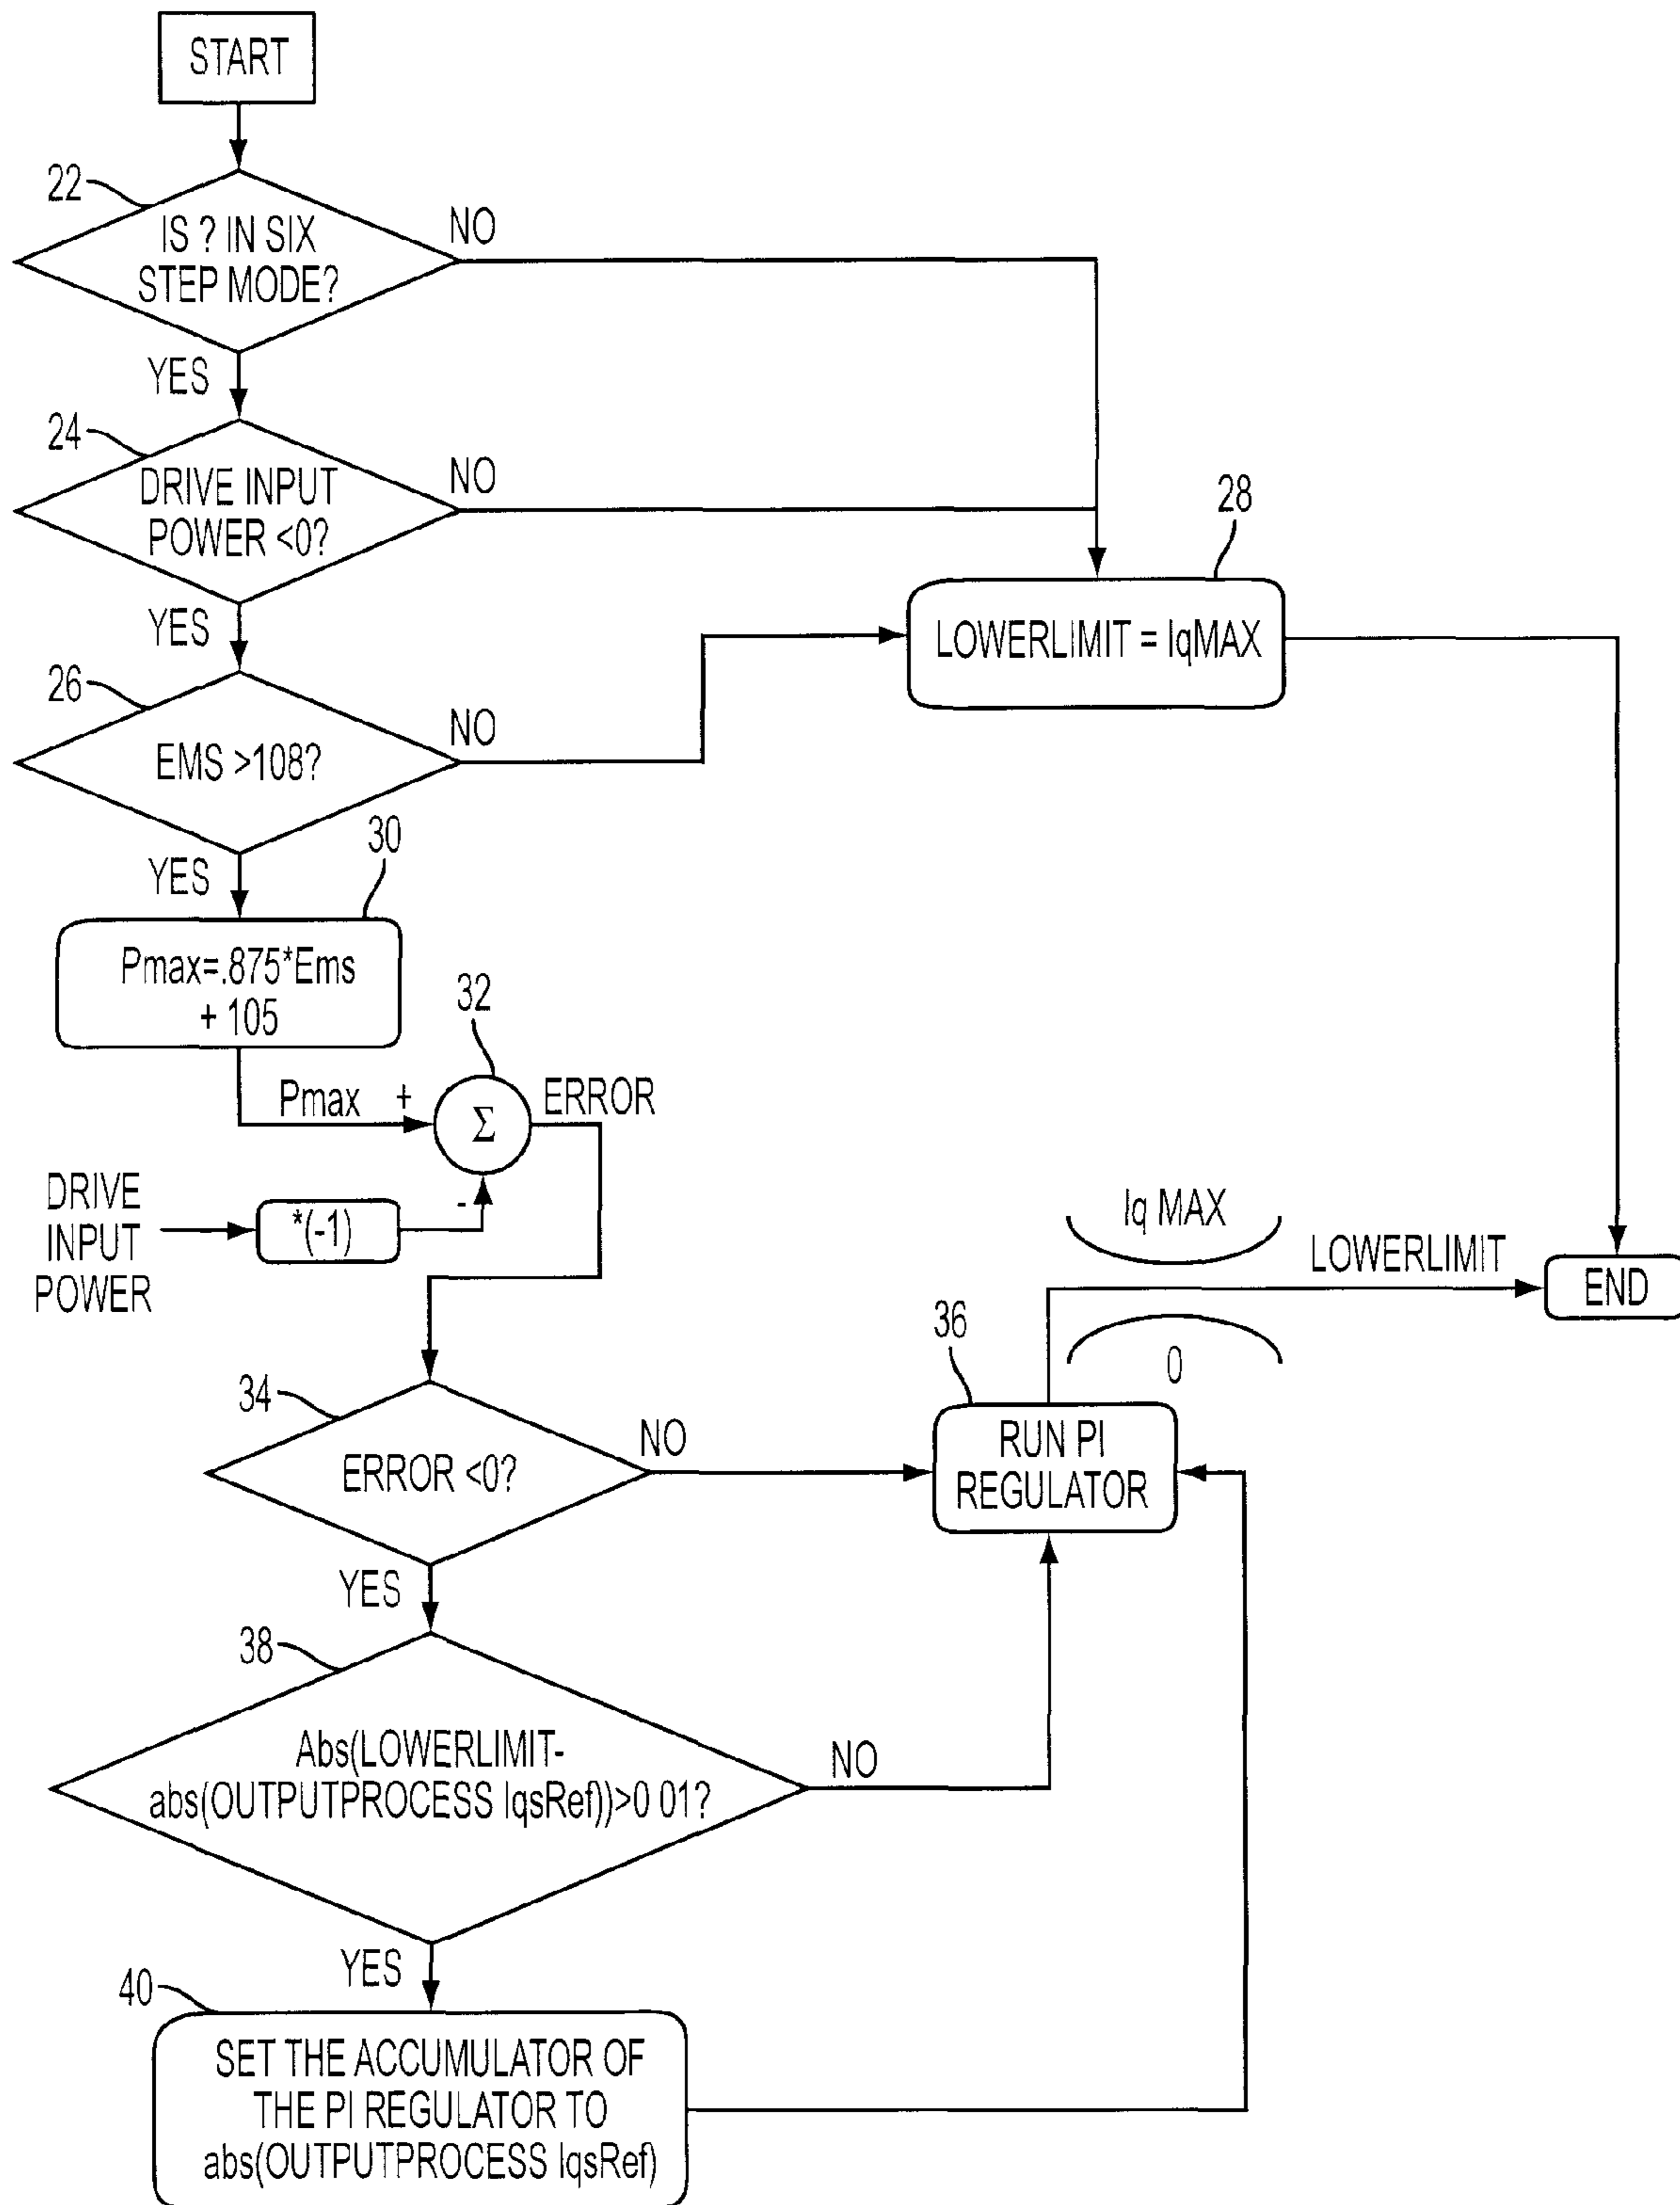 START
22
IS ? IN SIX
STEP MODE?
NO
YES
24
DRIVE INPUT
POWER <0?
NO
YES
28
LOWERLIMIT = IqMAX
26
EMS >108?
NO
YES
30
Pmax=.875*Ems
+ 105
32
Pmax
+
Σ
ERROR
DRIVE
INPUT
POWER
*(-1)
-
Iq MAX
LOWERLIMIT
END
0
34
ERROR <0?
NO
36
RUN PI
REGULATOR
YES
38
Abs(LOWERLIMIT-
abs(OUTPUTPROCESS IqsRef))>0 01?
NO
YES
40
SET THE ACCUMULATOR OF
THE PI REGULATOR TO
abs(OUTPUTPROCESS IqsRef)